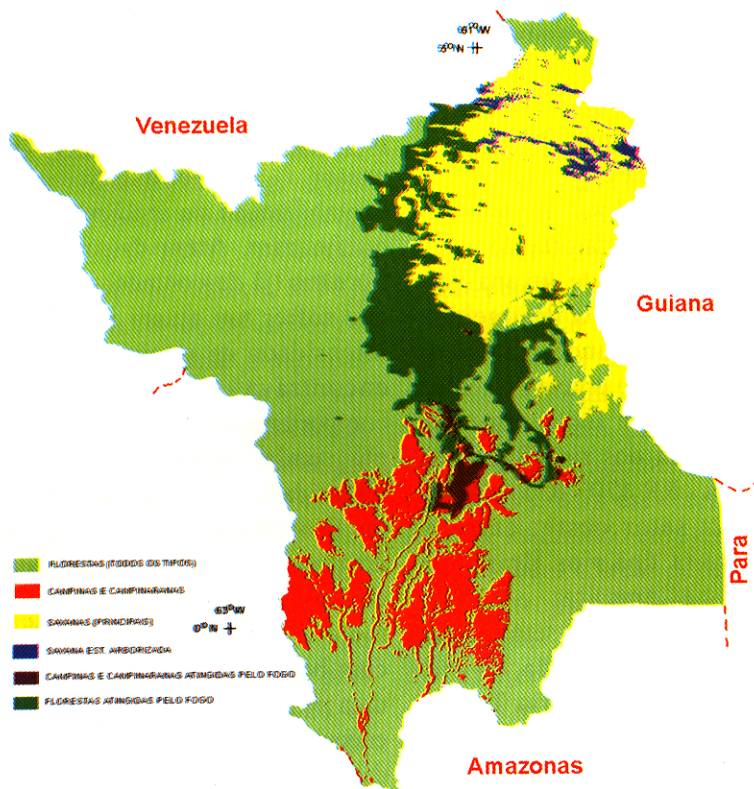 61°W
5°N
Venezuela
Guiana
Para
FLORESTAS (TODOS OS TIPOS)
CAMPINAS E CAMPINARANAS
SAVANAS (PRINCIPAIS)
63°W
0°N
SAVANA EST. ARBORIZADA
CAMPINAS E CAMPINARANAS ATINGIDAS PELO FOGO
FLORESTAS ATINGIDAS PELO FOGO
Amazonas